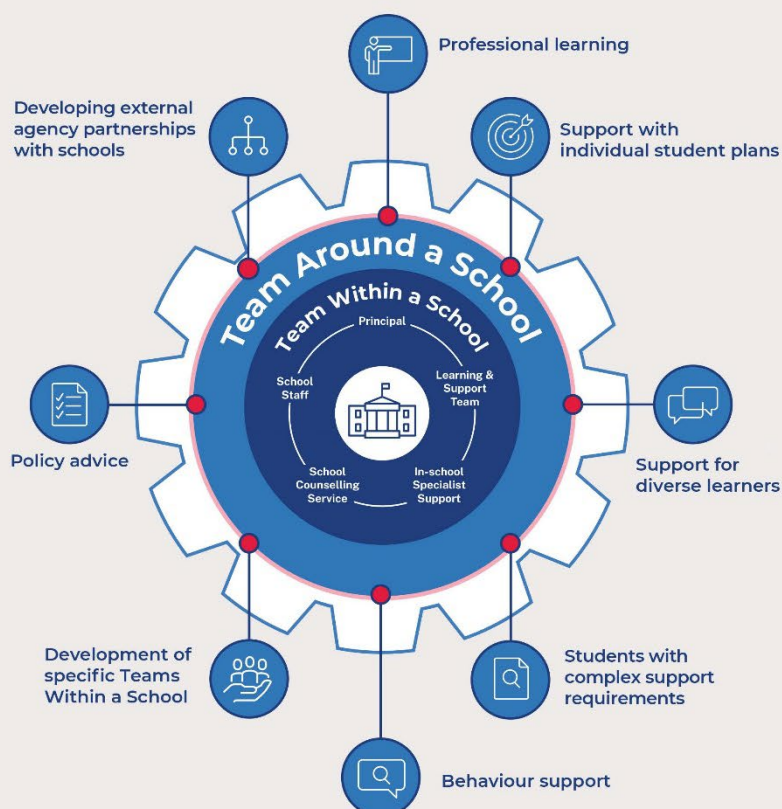 Professional learning
Developing external
agency partnerships
with schools
Support with
individual student plans
Team Around a School
Team Within a School
Principal
School
Staff
Learning &
Support
Team
School
Counselling
Service
In-school
Specialist
Support
Policy advice
Support for
diverse learners
Development of
specific Teams
Within a School
Students with
complex support
requirements
Behaviour support